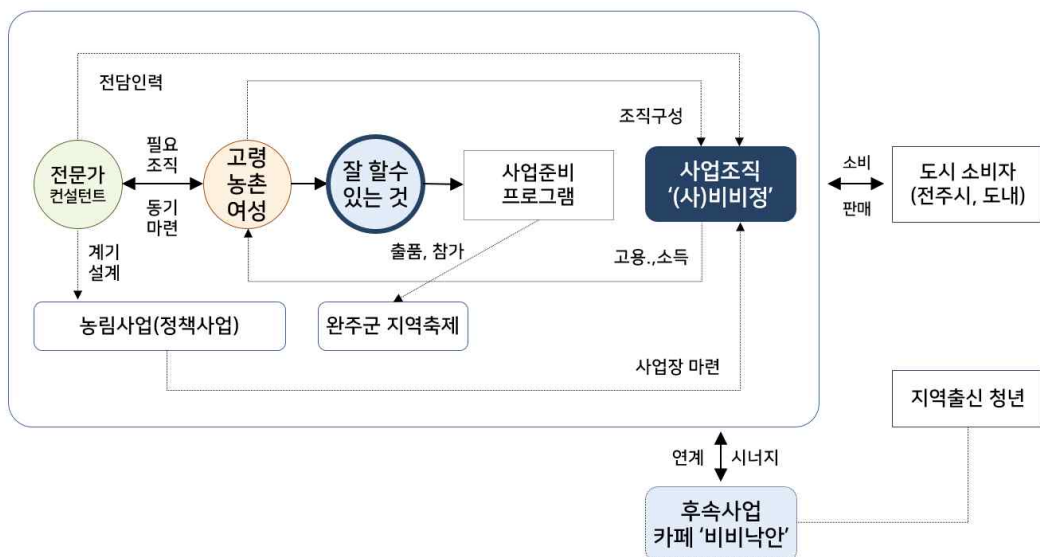 전담인력
조직구성
필요
조직
전문가
컨설턴트
동기
마련
고령
농촌
여성
잘 할수
있는 것
사업준비
프로그램
사업조직
‘(사)비비정’
소비
판매
도시 소비자
(전주시, 도내)
계기
설계
출품, 참가
고용.,소득
농림사업(정책사업)
완주군 지역축제
사업장 마련
지역출신 청년
연계
시너지
후속사업
카페 ‘비비낙안’